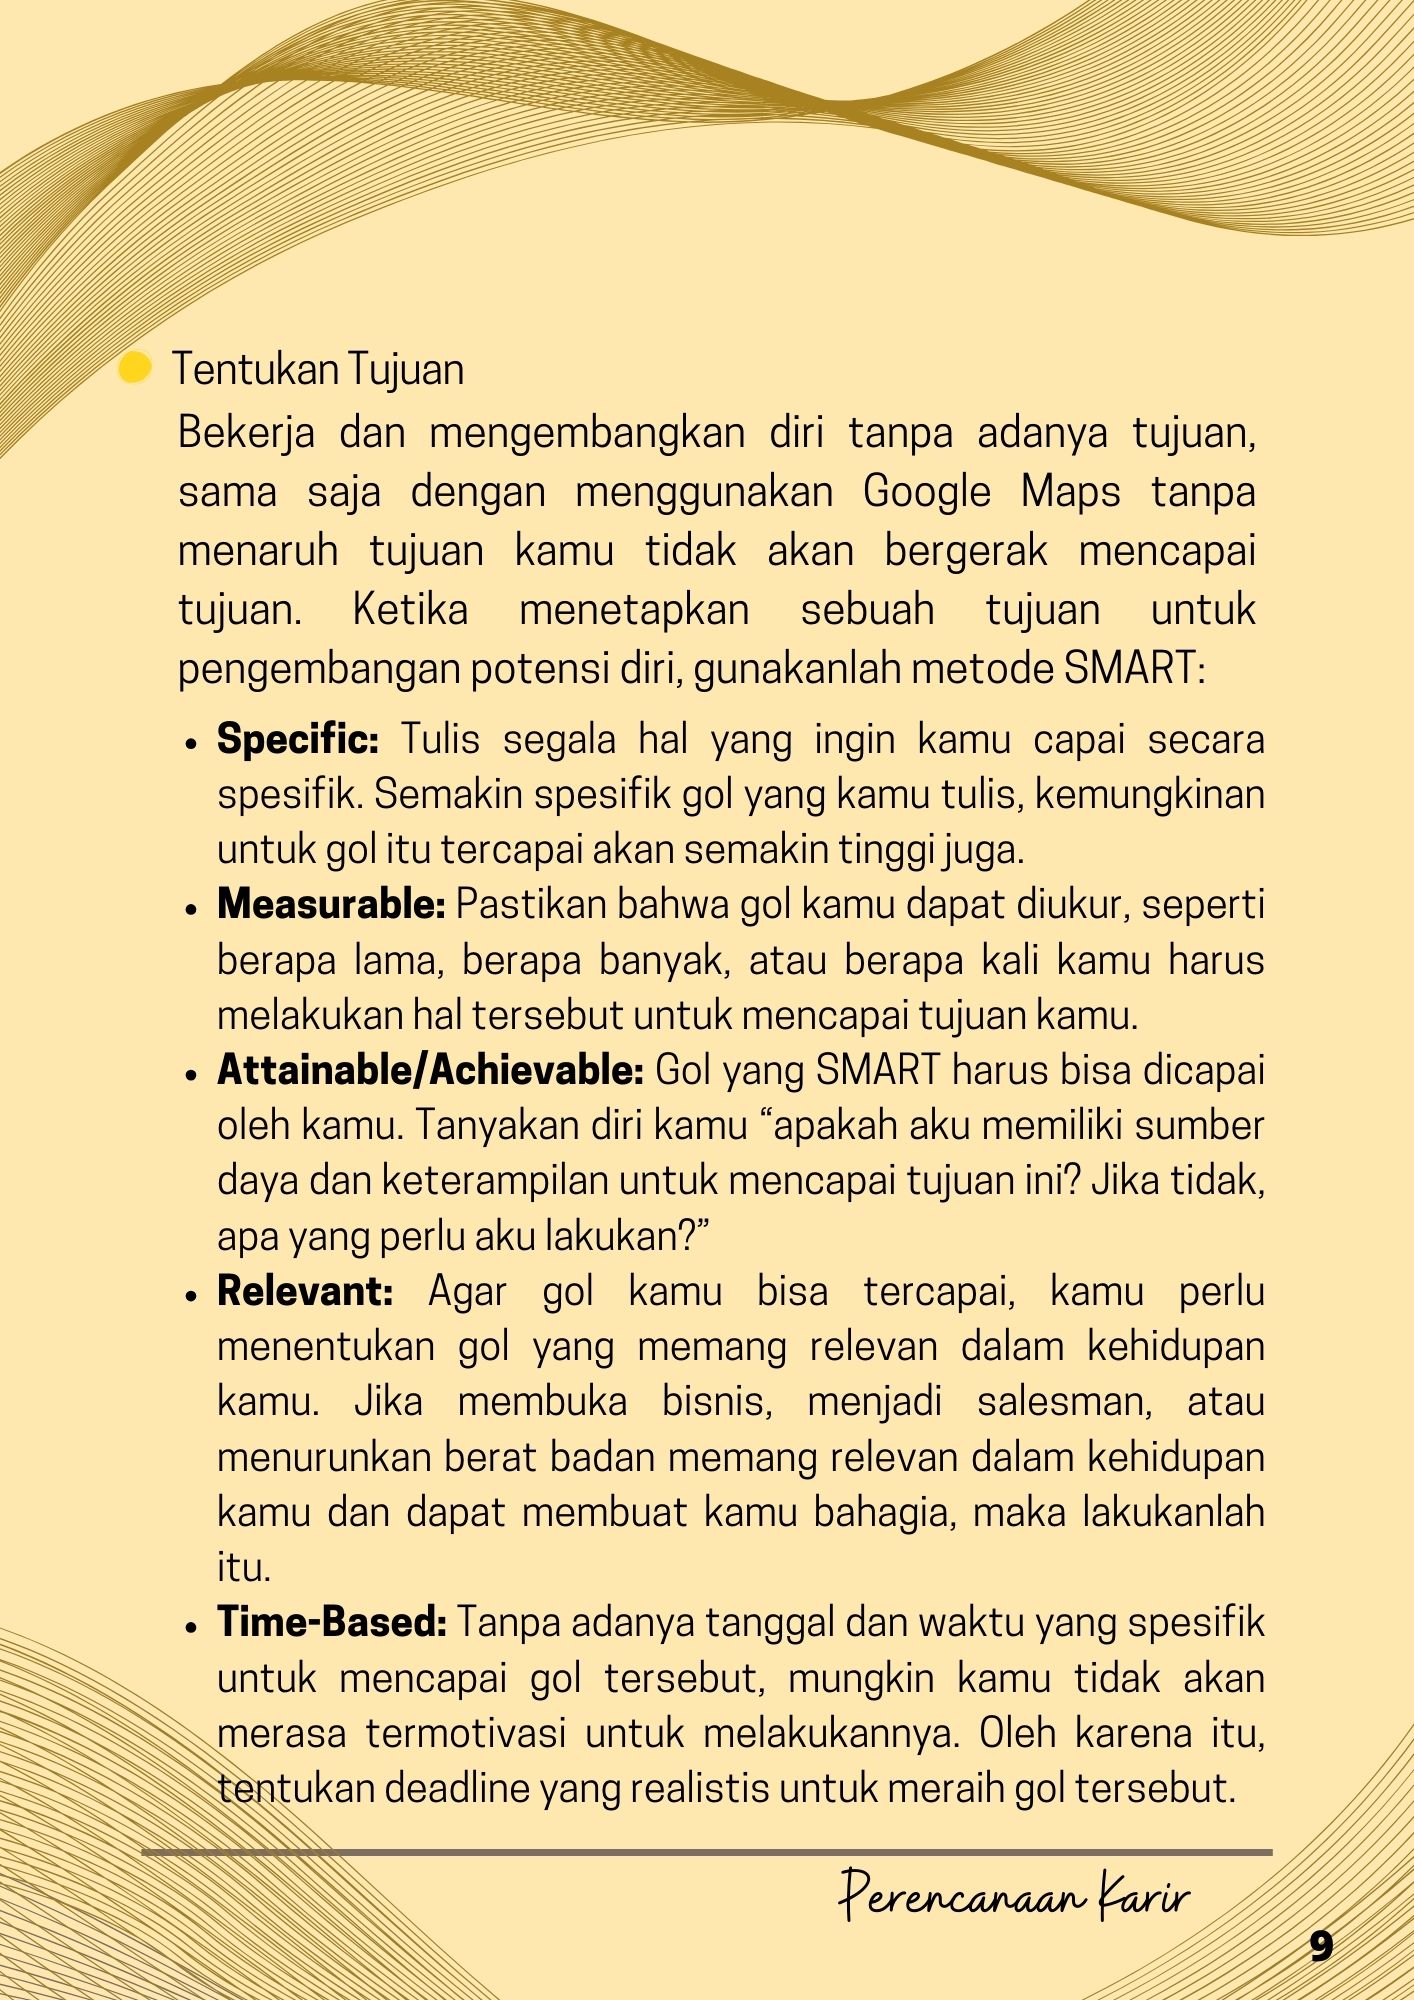 Tentukan Tujuan
Bekerja dan mengembangkan diri tanpa adanya tujuan,
sama saja dengan menggunakan Google Maps tanpa
menaruh tujuan kamu tidak akan bergerak mencapai
tujuan. Ketika menetapkan sebuah tujuan untuk
pengembangan potensi diri, gunakanlah metode SMART:
• Specific: Tulis segala hal yang ingin kamu capai secara
spesifik. Semakin spesifik gol yang kamu tulis, kemungkinan
untuk gol itu tercapai akan semakin tinggi juga.
• Measurable: Pastikan bahwa gol kamu dapat diukur, seperti
berapa lama, berapa banyak, atau berapa kali kamu harus
melakukan hal tersebut untuk mencapai tujuan kamu.
• Attainable/Achievable: Gol yang SMART harus bisa dicapai
oleh kamu. Tanyakan diri kamu “apakah aku memiliki sumber
daya dan keterampilan untuk mencapai tujuan ini? Jika tidak,
apa yang perlu aku lakukan?”
• Relevant: Agar gol kamu bisa tercapai, kamu perlu
menentukan gol yang memang relevan dalam kehidupan
kamu. Jika membuka bisnis, menjadi salesman, atau
menurunkan berat badan memang relevan dalam kehidupan
kamu dan dapat membuat kamu bahagia, maka lakukanlah
itu.
• Time-Based: Tanpa adanya tanggal dan waktu yang spesifik
untuk mencapai gol tersebut, mungkin kamu tidak akan
merasa termotivasi untuk melakukannya. Oleh karena itu,
tentukan deadline yang realistis untuk meraih gol tersebut.
Perencanaan Karir
9